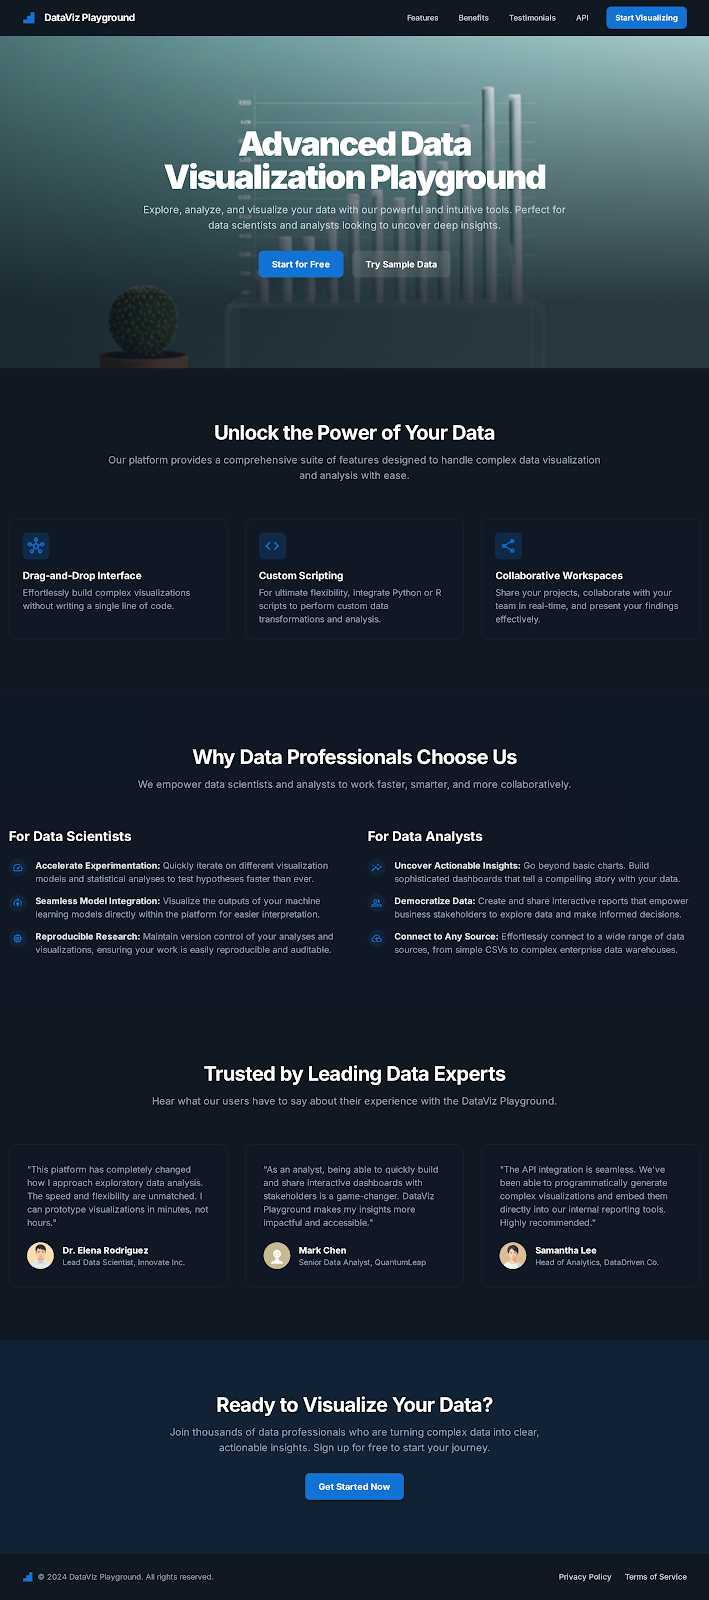 DataViz Playground
Features
Benefits
Testimonials
API
Start Visualizing
Advanced Data
Visualization Playground
Explore, analyze, and visualize your data with our powerful and intuitive tools. Perfect for
data scientists and analysts looking to uncover deep insights.
Start for Free
Try Sample Data
Unlock the Power of Your Data
Our platform provides a comprehensive suite of features designed to handle complex data visualization
and analysis with ease.
Drag-and-Drop Interface
Effortlessly build complex visualizations
without writing a single line of code.
Custom Scripting
For ultimate flexibility, integrate Python or R
scripts to perform custom data
transformations and analysis.
Collaborative Workspaces
Share your projects, collaborate with your
team in real-time, and present your findings
effectively.
Why Data Professionals Choose Us
We empower data scientists and analysts to work faster, smarter, and more collaboratively.
For Data Scientists
Accelerate Experimentation: Quickly iterate on different visualization
models and statistical analyses to test hypotheses faster than ever.
Seamless Model Integration: Visualize the outputs of your machine
learning models directly within the platform for easier interpretation.
Reproducible Research: Maintain version control of your analyses and
visualizations, ensuring your work is easily reproducible and auditable.
For Data Analysts
Uncover Actionable Insights: Go beyond basic charts. Build
sophisticated dashboards that tell a compelling story with your data.
Democratize Data: Create and share interactive reports that empower
business stakeholders to explore data and make informed decisions.
Connect to Any Source: Effortlessly connect to a wide range of data
sources, from simple CSVs to complex enterprise data warehouses.
Trusted by Leading Data Experts
Hear what our users have to say about their experience with the DataViz Playground.
"This platform has completely changed
how I approach exploratory data analysis.
The speed and flexibility are unmatched. I
can prototype visualizations in minutes, not
hours."
Dr. Elena Rodriguez
Lead Data Scientist, Innovate Inc.
"As an analyst, being able to quickly build
and share interactive dashboards with
stakeholders is a game-changer. DataViz
Playground makes my insights more
impactful and accessible."
Mark Chen
Senior Data Analyst, QuantumLeap
"The API integration is seamless. We've
been able to programmatically generate
complex visualizations and embed them
directly into our internal reporting tools.
Highly recommended."
Samantha Lee
Head of Analytics, DataDriven Co.
Ready to Visualize Your Data?
Join thousands of data professionals who are turning complex data into clear,
actionable insights. Sign up for free to start your journey.
Get Started Now
© 2024 DataViz Playground. All rights reserved.
Privacy Policy
Terms of Service